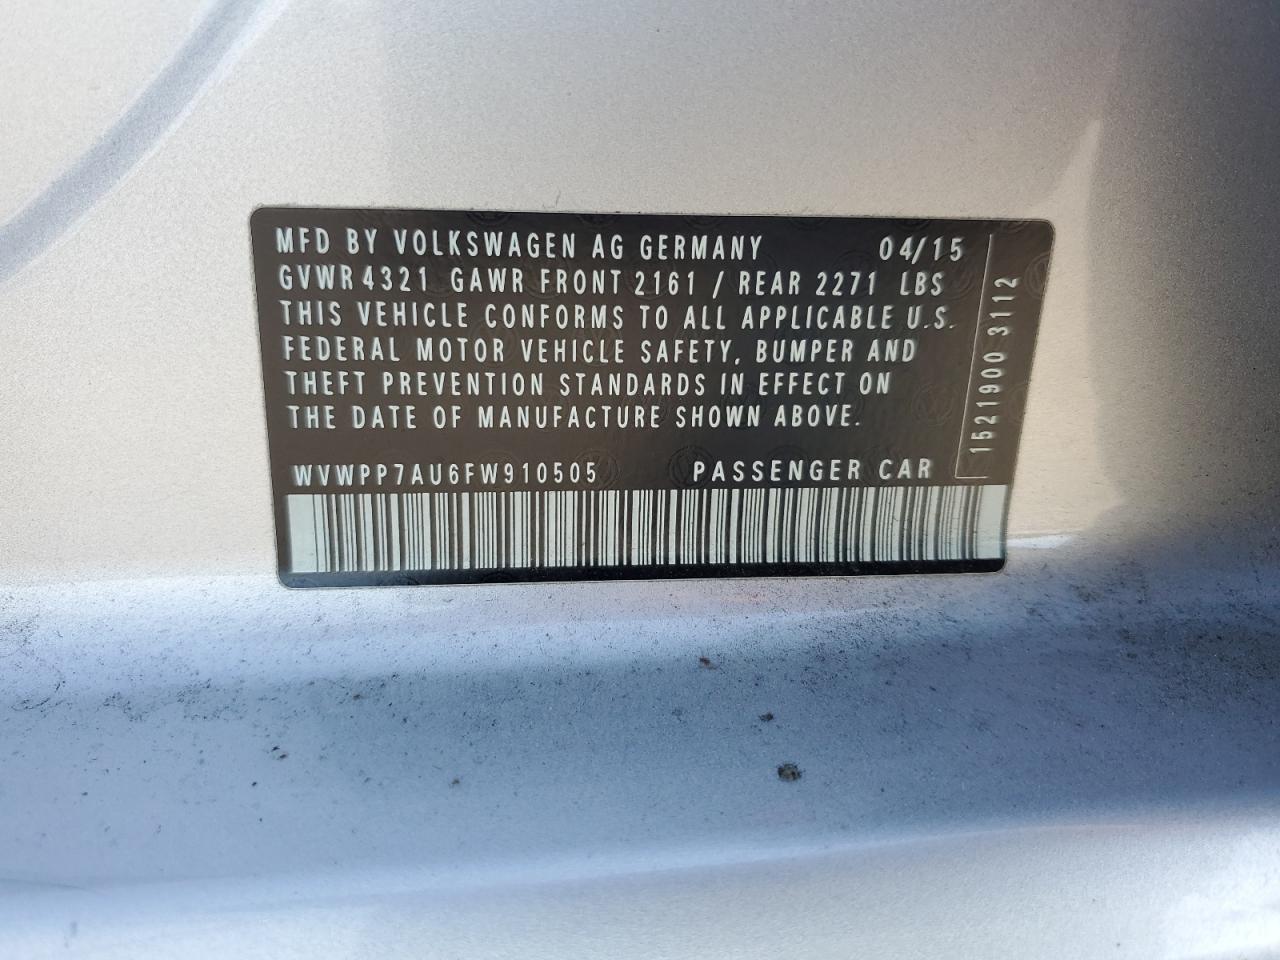 MFD BY VOLKSWAGEN AG GERMANY 04/15
GVWR 4321 GAWR FRONT 2161 / REAR 2271 LBS
THIS VEHICLE CONFORMS TO ALL APPLICABLE U.S.
FEDERAL MOTOR VEHICLE SAFETY, BUMPER AND
THEFT PREVENTION STANDARDS IN EFFECT ON
THE DATE OF MANUFACTURE SHOWN ABOVE.
WVWPP7AU6FW910505 PASSENGER CAR
1521900 3112